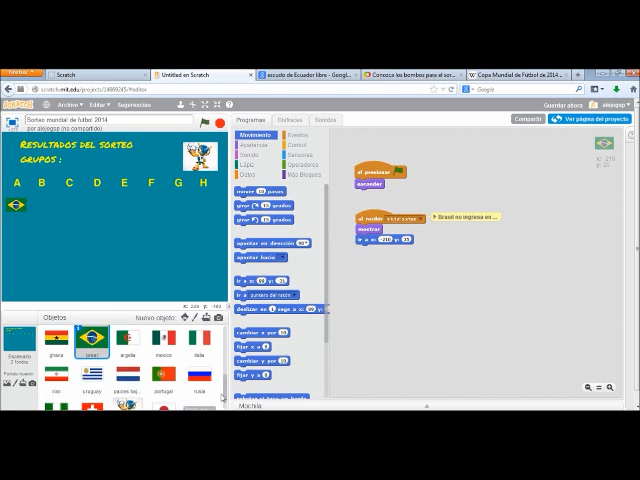 Firefox
Scratch
Untitled en Scratch
escudo de Ecuador libre - Googl...
Conozca los bombos para el sor...
Copa Mundial de Fútbol de 2014...
scratch.mit.edu/projects/14669245/#editor
Google
SCRATCH
Archivo
Editar
Sugerencias
Guardar ahora
alejogsp
Sorteo mundial de futbol 2014
por alejogsp (no compartido)
Programas
Disfraces
Sonidos
Compartir
Ver página del proyecto
RESULTADOS DEL SORTEO
GRUPOS :
A B C D E F G H
Movimiento
Eventos
Apariencia
Control
Sonido
Sensores
Lápiz
Operadores
Datos
Más Bloques
mover 10 pasos
girar 15 grados
girar 15 grados
apuntar en dirección 90
apuntar hacia
ir a x: y:
ir a puntero del ratón
deslizar en 1 segs a x: y:
cambiar x por 10
fijar x a 0
cambiar y por 10
fijar y a 0
al presionar
esconder
al recibir
mostrar
ir a x: -210 y: 25
Brasil no ingresa en ...
x: -210
y: 25
Objetos
Nuevo objeto:
Escenario
2 fondos
Nuevo fondo
ghana
brasil
argelia
mexico
italia
iran
uruguay
paices baj...
portugal
rusia
Mochila